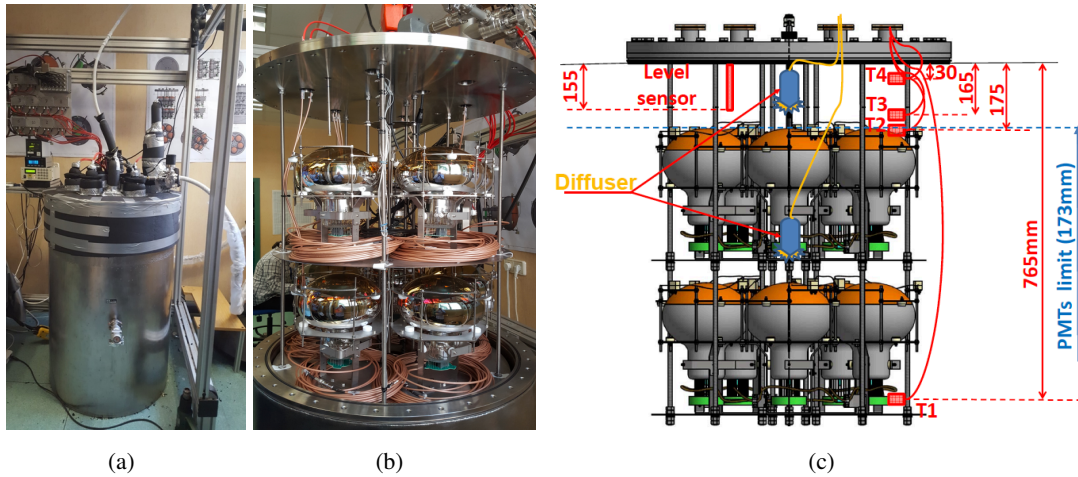 155
Level
sensor
T4
30
T3
T2
165
175
Diffuser
765mm
PMTs limit (173mm)
T1
(a)
(b)
(c)